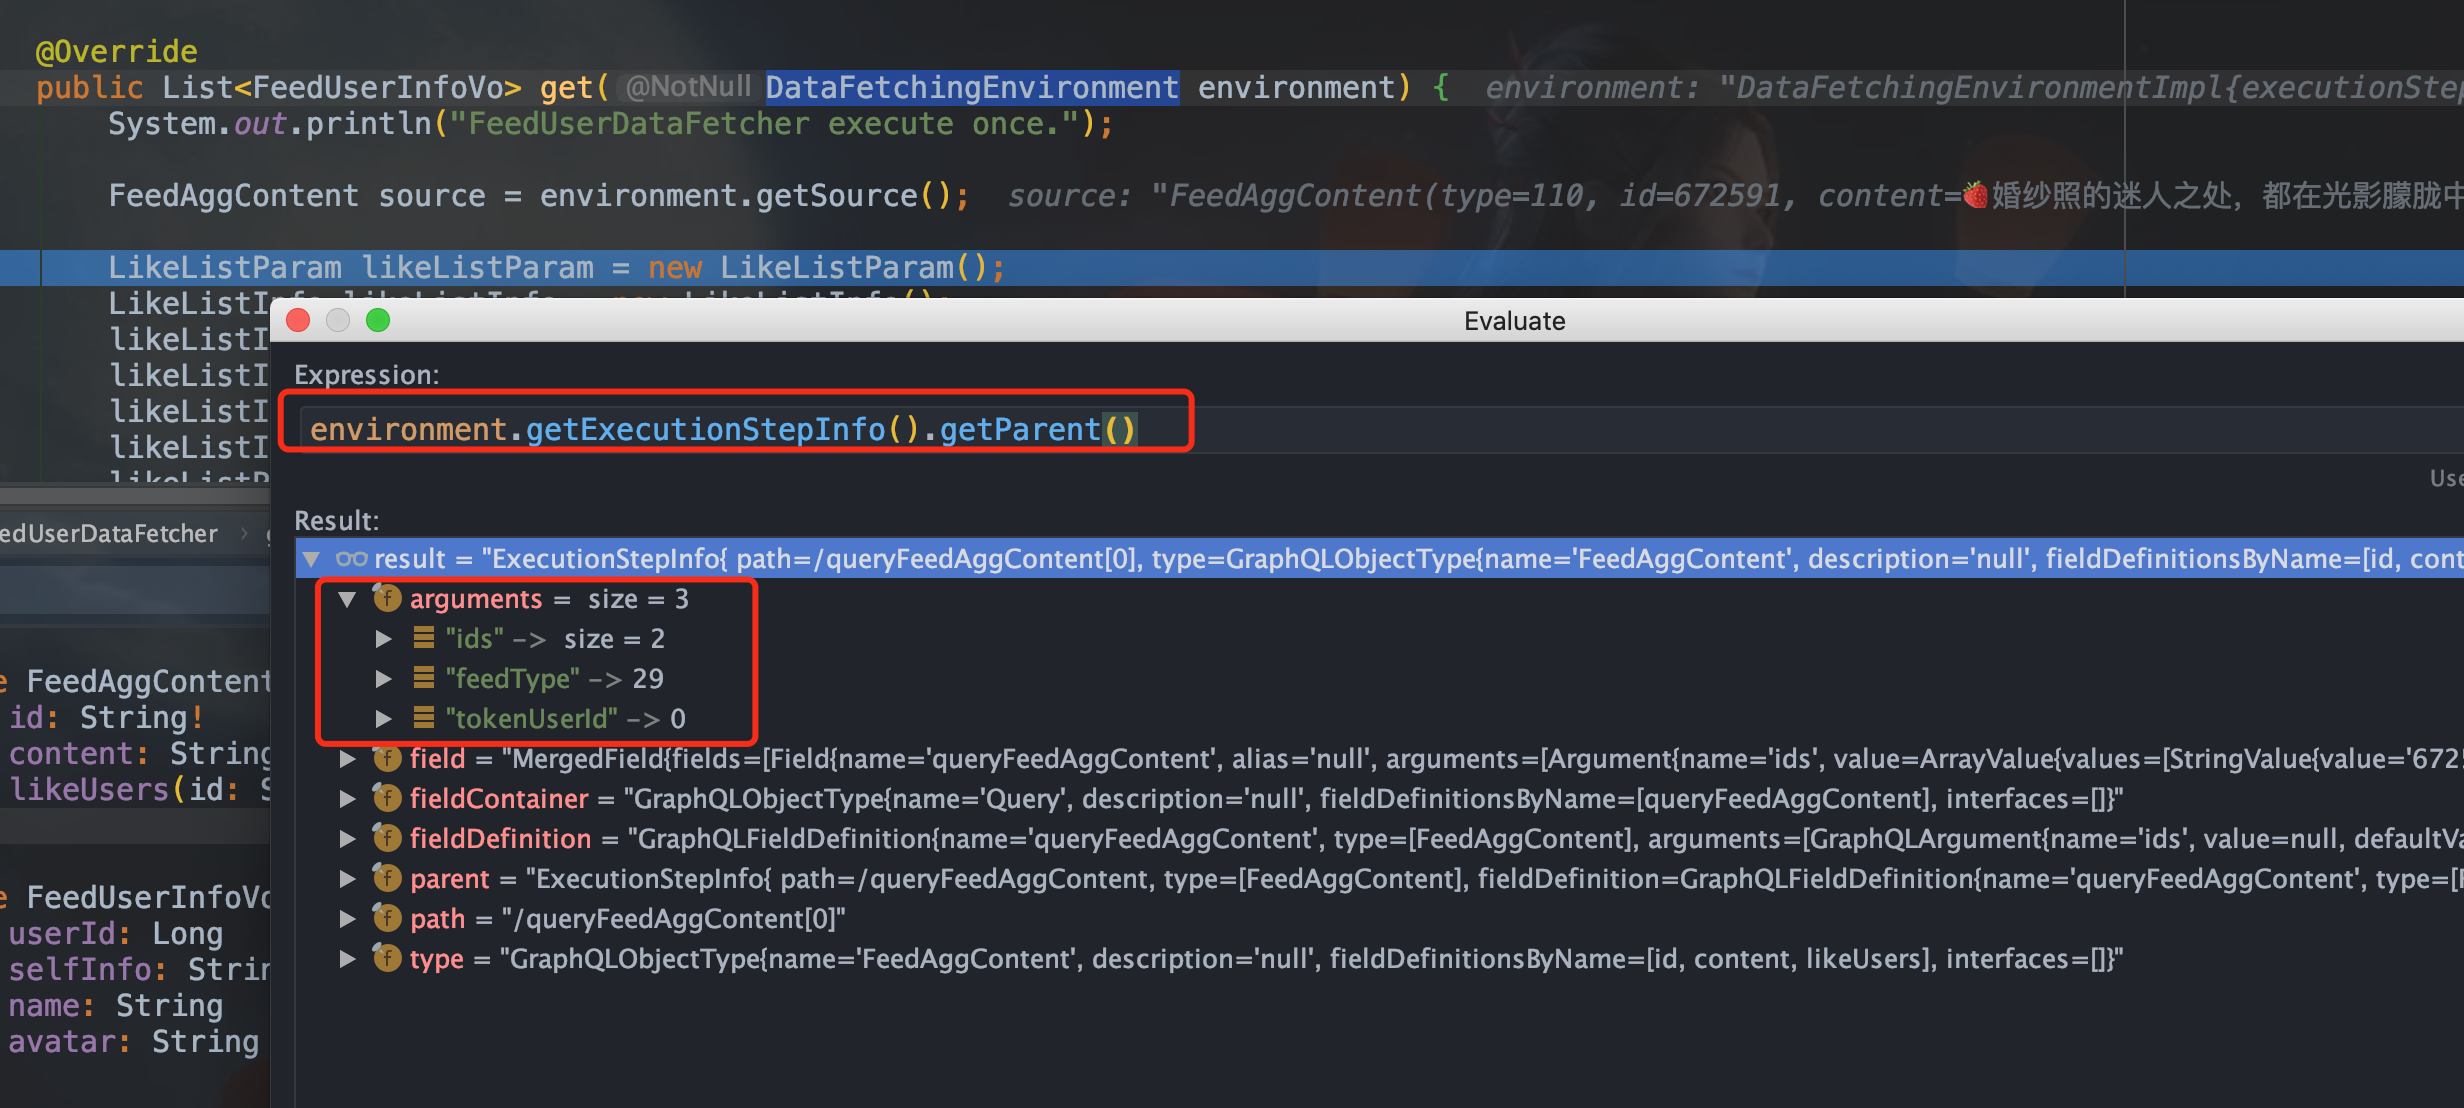 @Override
public List<FeedUserInfoVo> get( @NotNull DataFetchingEnvironment environment) { environment: "DataFetchingEnvironmentImpl{executionStep
System.out.println("FeedUserDataFetcher execute once.");
FeedAggContent source = environment.getSource(); source: "FeedAggContent(type=110, id=672591, content=🍓婚纱照的迷人之处，都在光影朦胧中
LikeListParam likeListParam = new LikeListParam();
LikeListInfo likeListInfo = new LikeListInfo();
likeListI
likeListI
likeListI
likeListI
likeListP
Evaluate
Expression:
environment.getExecutionStepInfo().getParent()
Use
Result:
result = "ExecutionStepInfo{ path=/queryFeedAggContent[0], type=GraphQLObjectType{name='FeedAggContent', description='null', fieldDefinitionsByName=[id, cont
arguments = size = 3
"ids" -> size = 2
"feedType" -> 29
"tokenUserId" -> 0
field = "MergedField{fields=[Field{name='queryFeedAggContent', alias='null', arguments=[Argument{name='ids', value=ArrayValue{values=[StringValue{value='672
fieldContainer = "GraphQLObjectType{name='Query', description='null', fieldDefinitionsByName=[queryFeedAggContent], interfaces=[]}"
fieldDefinition = "GraphQLFieldDefinition{name='queryFeedAggContent', type=[FeedAggContent], arguments=[GraphQLArgument{name='ids', value=null, defaultVa
parent = "ExecutionStepInfo{ path=/queryFeedAggContent, type=[FeedAggContent], fieldDefinition=GraphQLFieldDefinition{name='queryFeedAggContent', type=[F
path = "/queryFeedAggContent[0]"
type = "GraphQLObjectType{name='FeedAggContent', description='null', fieldDefinitionsByName=[id, content, likeUsers], interfaces=[]}"
edUserDataFetcher › g
e FeedAggContent
id: String!
content: String
likeUsers(id: S
e FeedUserInfoVo
userId: Long
selfInfo: Strin
name: String
avatar: String